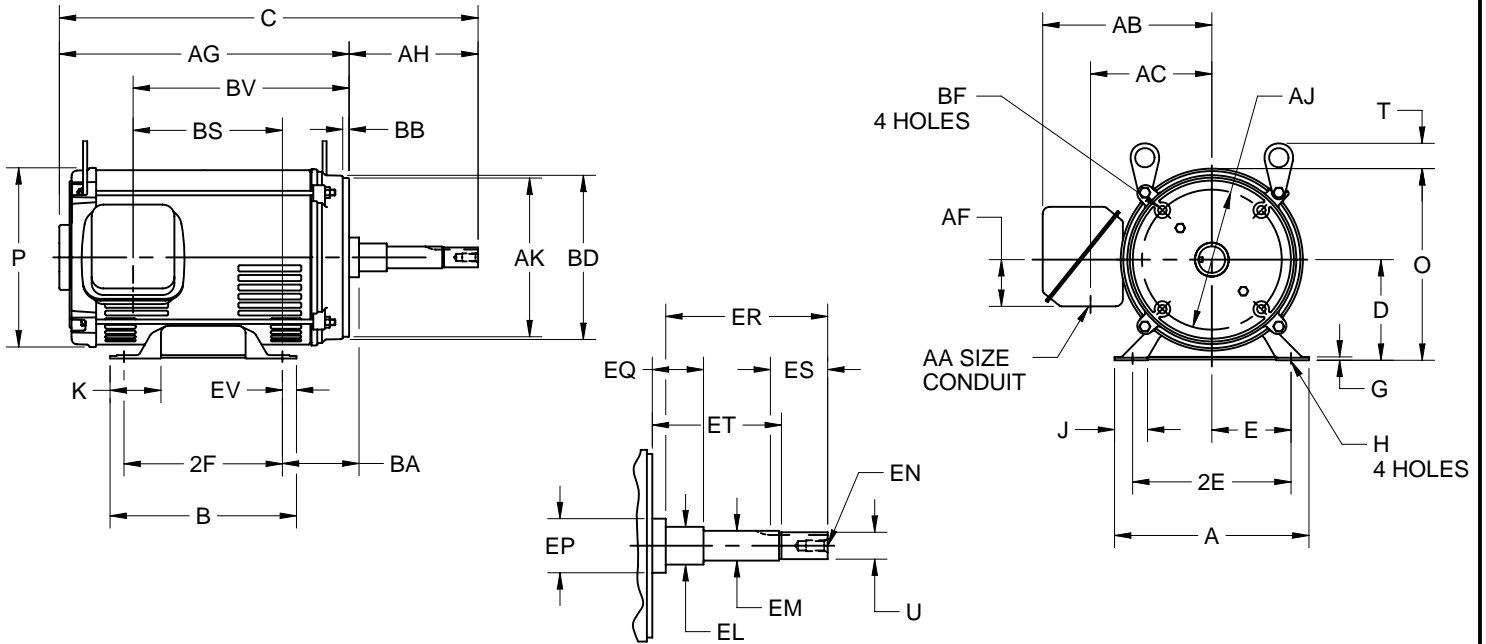 C
AG
AH
BV
BS
BB
P
AK
BD
K
EV
2F
BA
B
ER
EQ
ES
ET
EN
EP
EM
U
EL
AB
AC
BF
4 HOLES
AJ
T
AF
O
D
AA SIZE
CONDUIT
G
J
E
H
4 HOLES
2E
A